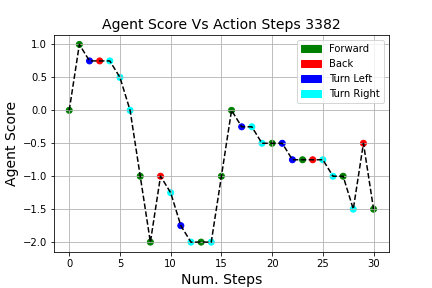 Agent Score Vs Action Steps 3382
Agent Score
1.0
0.5
0.0
−0.5
−1.0
−1.5
−2.0
Forward
Back
Turn Left
Turn Right
0 5 10 15 20 25 30
Num. Steps